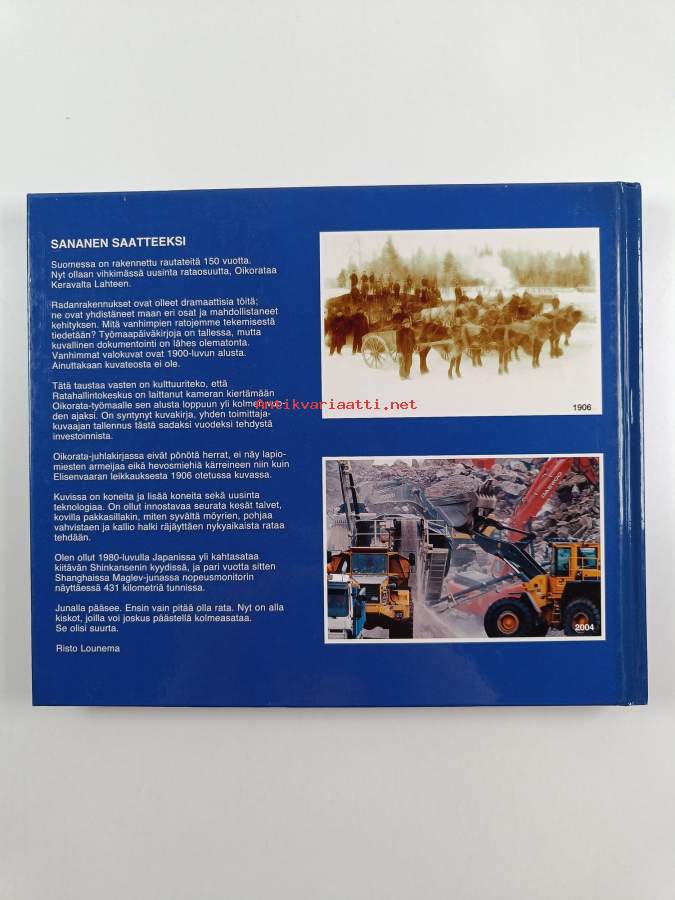 SANANEN SAATTEEKSI
Suomessa on rakennettu rautateitä 150 vuotta.
Nyt ollaan vihkimässä uusinta rataosuutta, Oikorataa
Keravalta Lahteen.
Radanrakennukset ovat olleet dramaattisia töitä;
ne ovat yhdistäneet maan eri osat ja mahdollistaneet
kehityksen. Mitä vanhimpien ratojemme tekemisestä
tiedetään? Työmaapäiväkirjoja on tallessa, mutta
kuvallinen dokumentointi on lähes olematonta.
Vanhimmat valokuvat ovat 1900-luvun alusta.
Ainuttakaan kuvateosta ei ole.
Tätä taustaa vasten on kulttuuriteko, että
Ratahallintokeskus on laittanut kameran kiertämään
Oikorata-työmaalle sen alusta loppuun yli kolmen vuo-
den ajaksi. On syntynyt kuvakirja, yhden toimittaja-
kuvaajan tallennus tästä sadaksi vuodeksi tehdystä
investoinnista.
Oikorata-juhlakirjassa eivät pönötä herrat, ei näy lapio-
miesten armeijaa eikä hevosmiehiä kärreineen niin kuin
Elisenvaaran leikkauksesta 1906 otetussa kuvassa.
Kuvissa on koneita ja lisää koneita sekä uusinta
teknologiaa. On ollut innostavaa seurata kesät talvet,
kovilla pakkasillakin, miten syvältä möyrien, pohjaa
vahvistaen ja kallio halki räjäyttäen nykyaikaista rataa
tehdään.
Olen ollut 1980-luvulla Japanissa yli kahtasataa
kiitävän Shinkansenin kyydissä, ja pari vuotta sitten
Shanghaissa Maglev-junassa nopeusmonitorin
näyttäessä 431 kilometriä tunnissa.
Junalla pääsee. Ensin vain pitää olla rata. Nyt on alla
kiskot, joilla voi joskus päästellä kolmeasataa.
Se olisi suurta.
Risto Lounema
1906
Antikvariaatti.net
DAEWOO
2004